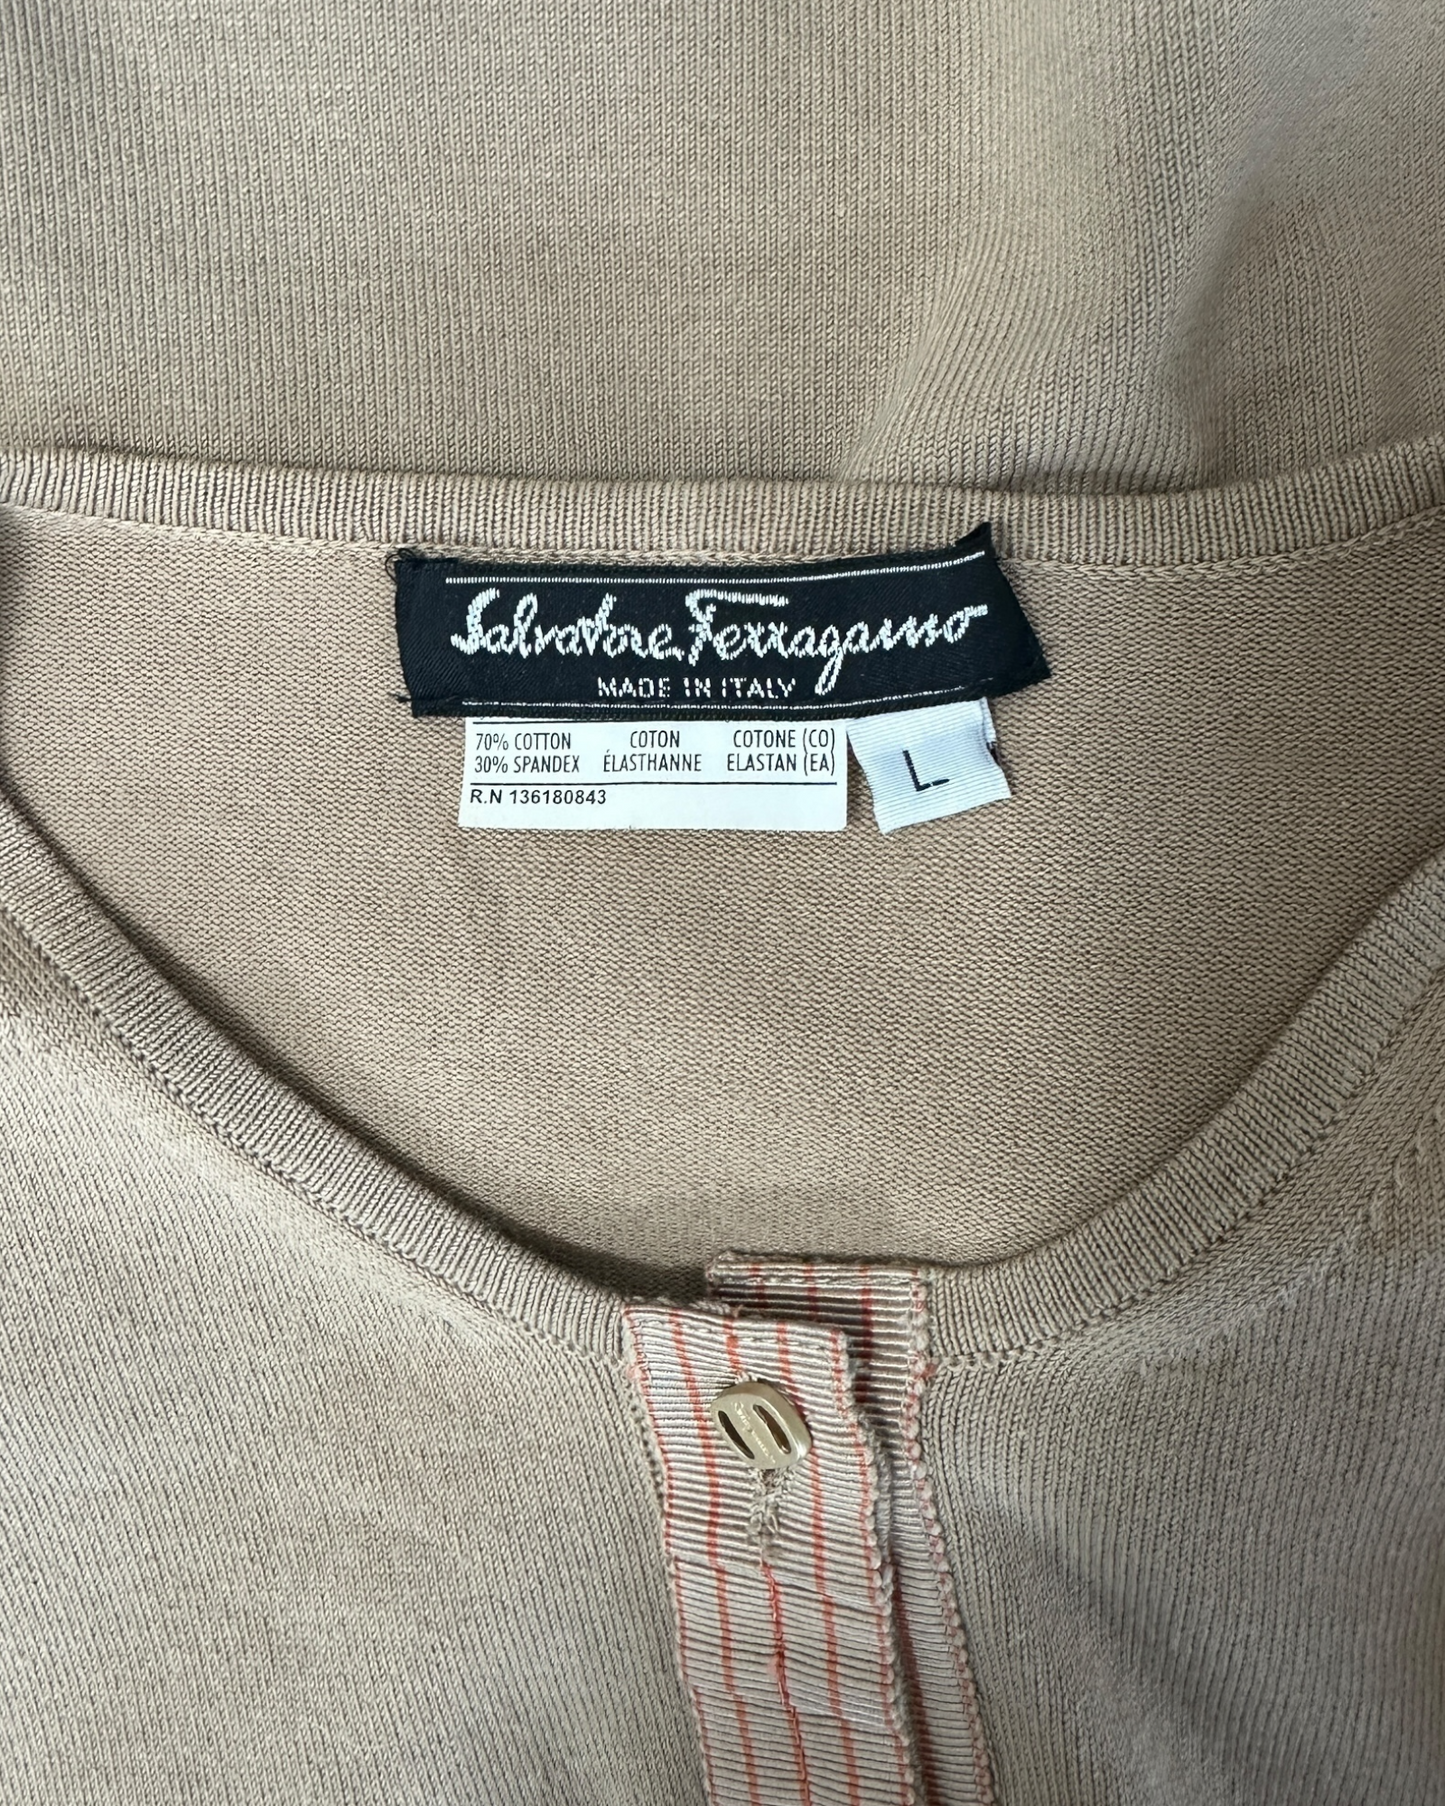 Salvatore Ferragamo
MADE IN ITALY
70% COTTON COTON COTONE (CO)
30% SPANDEX ÉLASTHANNE ELASTAN (EA)
R.N 136180843
L